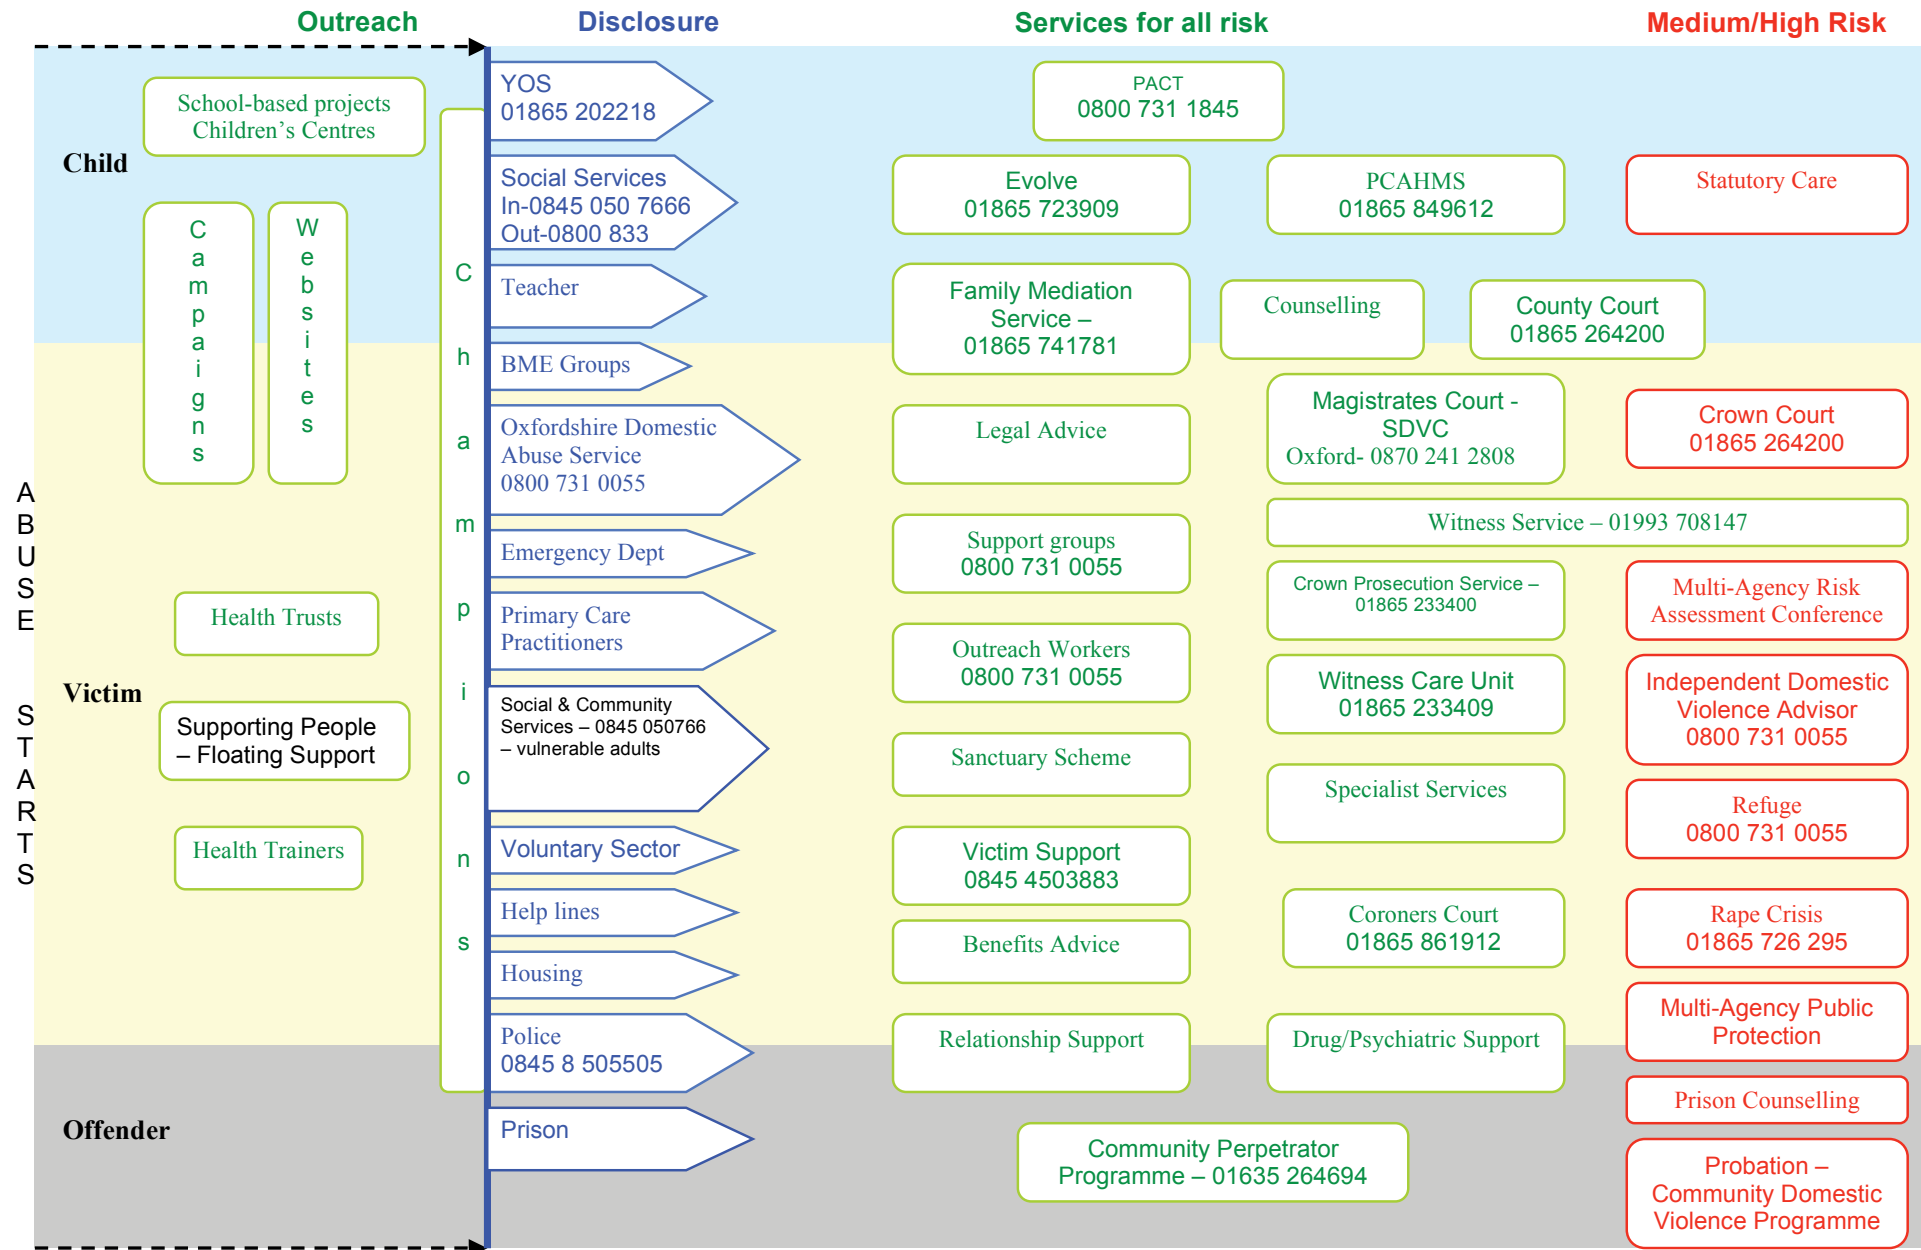 Outreach
Disclosure
Services for all risk
Medium/High Risk
ABUSE STARTS
Child
School-based projects
Children’s Centres
Campaigns
Websites
Champions
YOS
01865 202218
PACT
0800 731 1845
Social Services
In-0845 050 7666
Out-0800 833
Evolve
01865 723909
PCAHMS
01865 849612
Statutory Care
Teacher
Family Mediation
Service –
01865 741781
Counselling
County Court
01865 264200
BME Groups
Victim
Health Trusts
Supporting People
– Floating Support
Health Trainers
Oxfordshire Domestic
Abuse Service
0800 731 0055
Legal Advice
Magistrates Court -
SDVC
Oxford- 0870 241 2808
Crown Court
01865 264200
Witness Service – 01993 708147
Emergency Dept
Support groups
0800 731 0055
Crown Prosecution Service –
01865 233400
Multi-Agency Risk
Assessment Conference
Primary Care
Practitioners
Outreach Workers
0800 731 0055
Witness Care Unit
01865 233409
Independent Domestic
Violence Advisor
0800 731 0055
Social & Community
Services – 0845 050766
– vulnerable adults
Sanctuary Scheme
Specialist Services
Refuge
0800 731 0055
Voluntary Sector
Victim Support
0845 4503883
Help lines
Coroners Court
01865 861912
Rape Crisis
01865 726 295
Benefits Advice
Housing
Multi-Agency Public
Protection
Police
0845 8 505505
Relationship Support
Drug/Psychiatric Support
Offender
Prison
Prison Counselling
Community Perpetrator
Programme – 01635 264694
Probation –
Community Domestic
Violence Programme